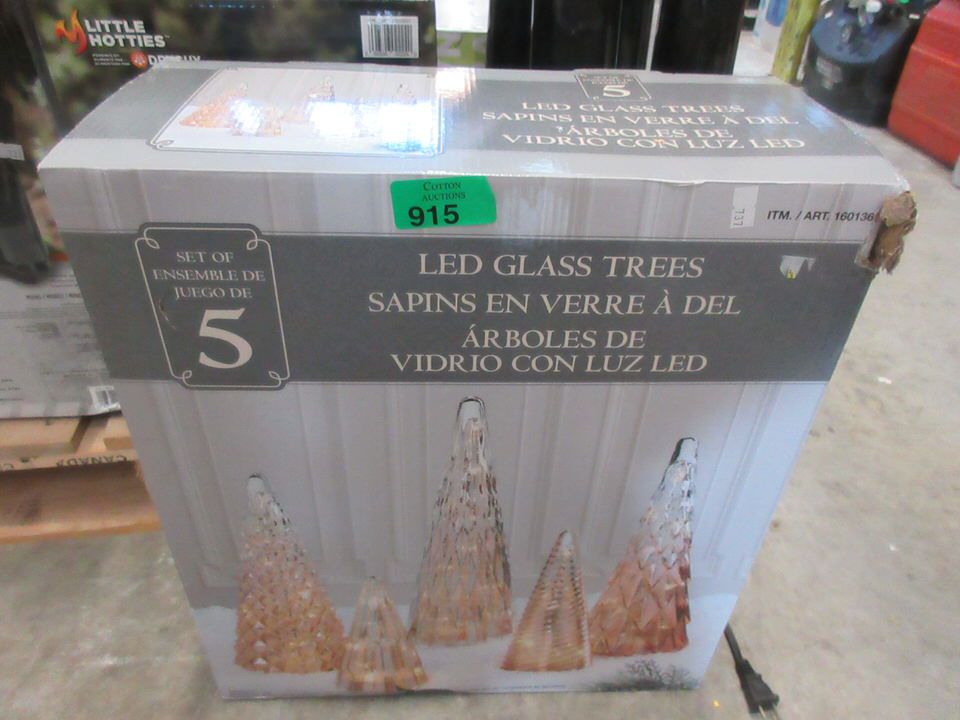 LITTLE
HOTTIES
5
LED GLASS TREES
SAPINS EN VERRE À DEL
ÁRBOLES DE
VIDRIO CON LUZ LED
COTTON
AUCTIONS
915
737
ITM. / ART. 160136
SET OF
ENSEMBLE DE
JUEGO DE
5
LED GLASS TREES
SAPINS EN VERRE À DEL
ÁRBOLES DE
VIDRIO CON LUZ LED
CANADA